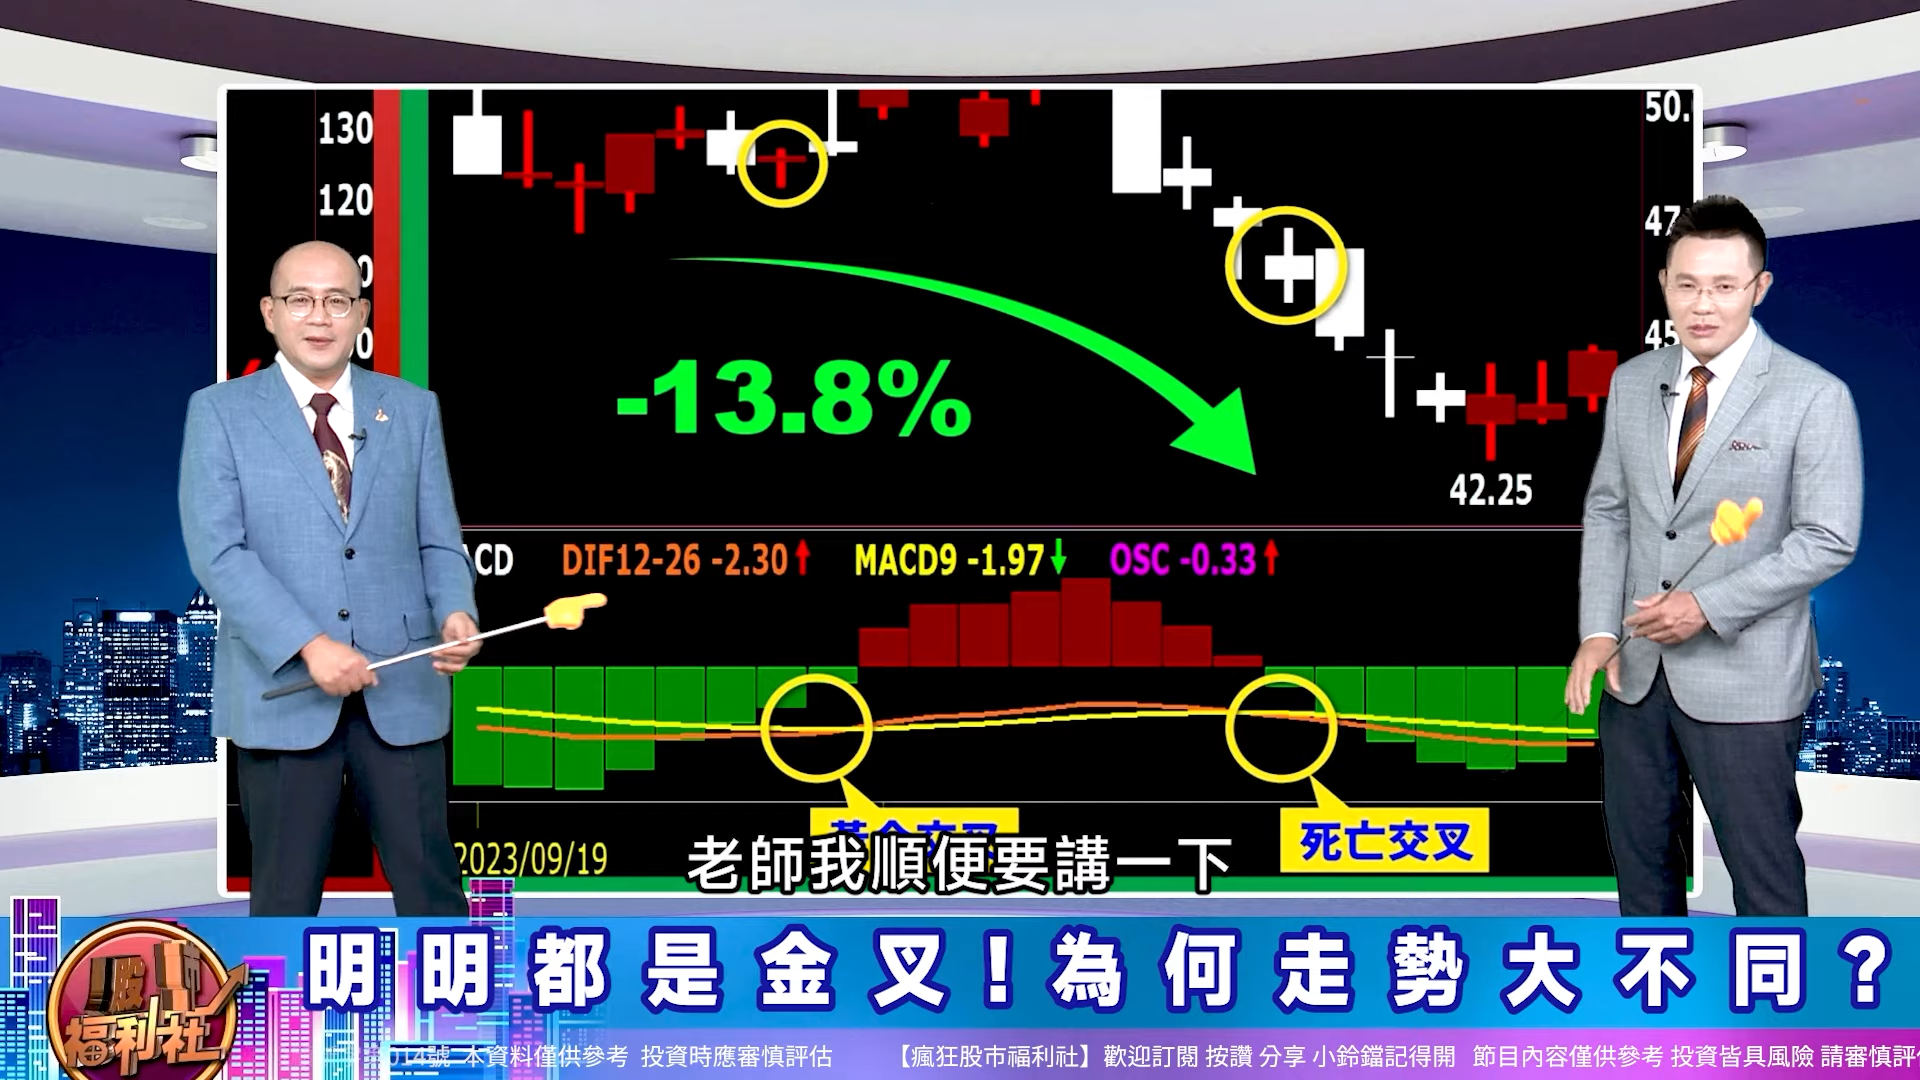 130
50.
120
47
45
-13.8%
42.25
CD
DIF12-26 -2.30
MACD9 -1.97
OSC -0.33
死亡交叉
2023/09/19
老師我順便要講一下
明明都是金叉!為何走勢大不同?
股市
福利社
014號 本資料僅供參考 投資時應審慎評估 【瘋狂股市福利社】歡迎訂閱 按讚 分享 小鈴鐺記得開 節目內容僅供參考 投資皆具風險 請審慎評